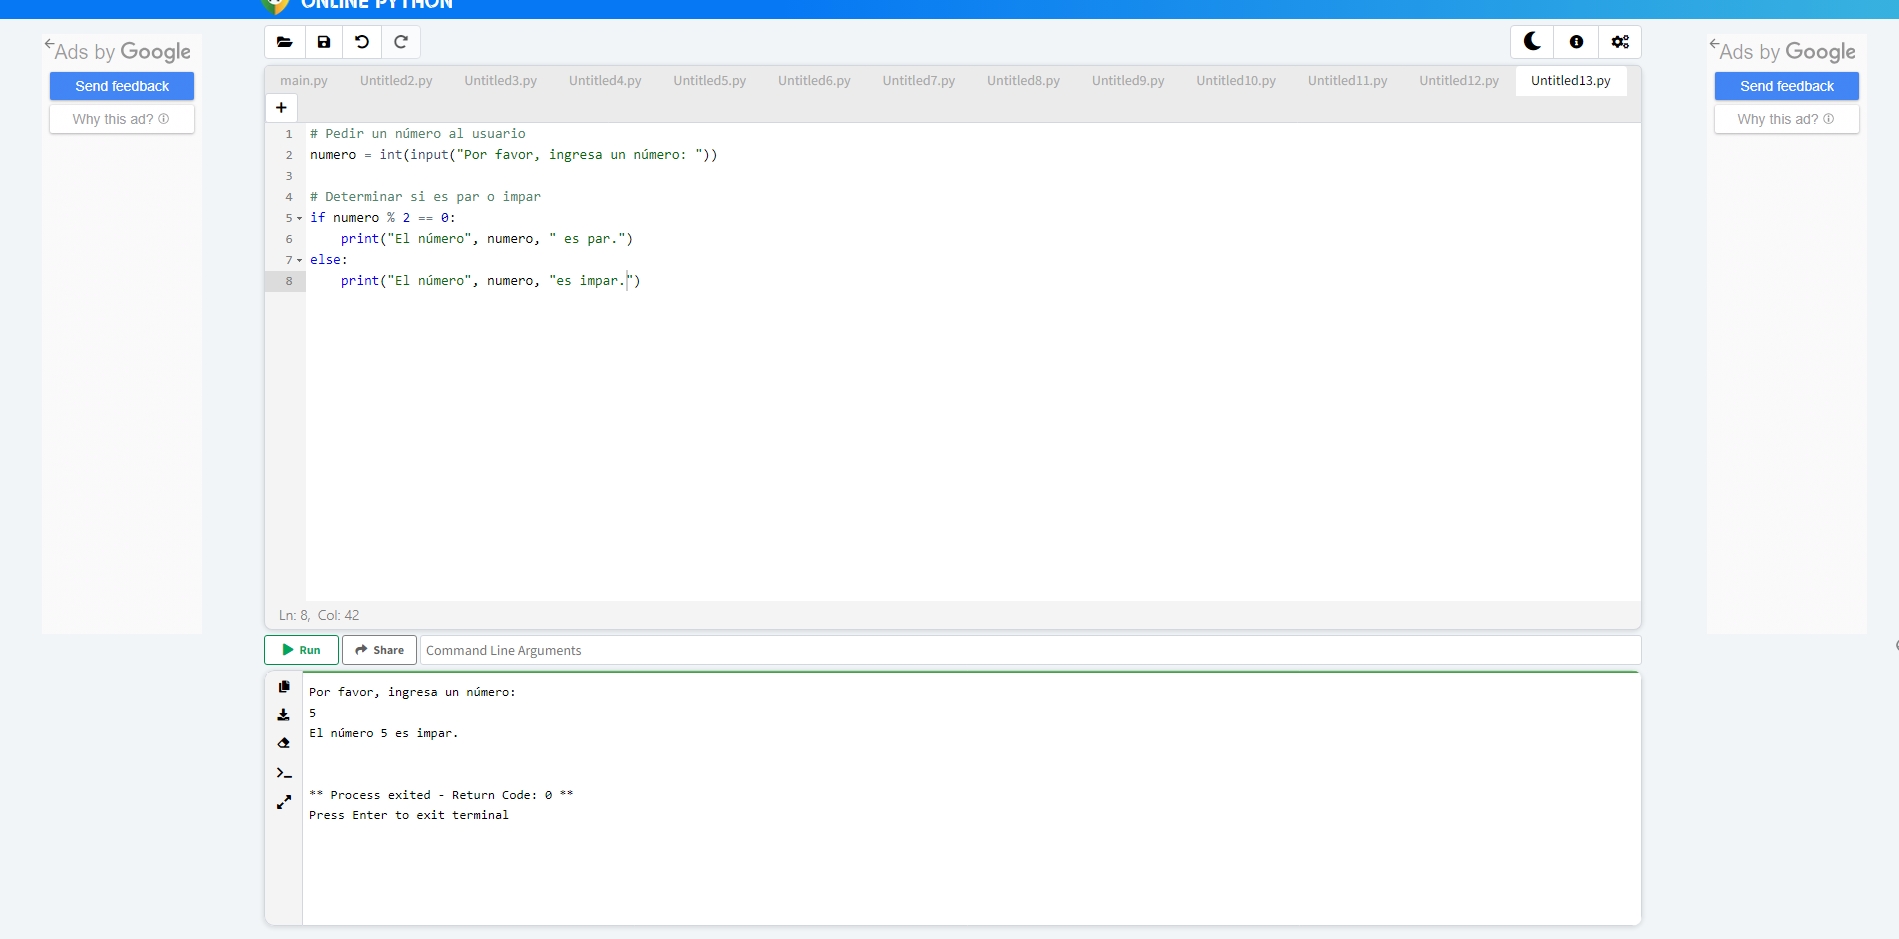 ONLINE PYTHON
Ads by Google
Send feedback
Why this ad?
main.py Untitled2.py Untitled3.py Untitled4.py Untitled5.py Untitled6.py Untitled7.py Untitled8.py Untitled9.py Untitled10.py Untitled11.py Untitled12.py Untitled13.py
+
1 # Pedir un número al usuario
2 numero = int(input("Por favor, ingresa un número: "))
3
4 # Determinar si es par o impar
5 if numero % 2 == 0:
6     print("El número", numero, " es par.")
7 else:
8     print("El número", numero, "es impar.")
Ln: 8, Col: 42
Run Share Command Line Arguments
Por favor, ingresa un número:
5
El número 5 es impar.
** Process exited - Return Code: 0 **
Press Enter to exit terminal
Ads by Google
Send feedback
Why this ad?